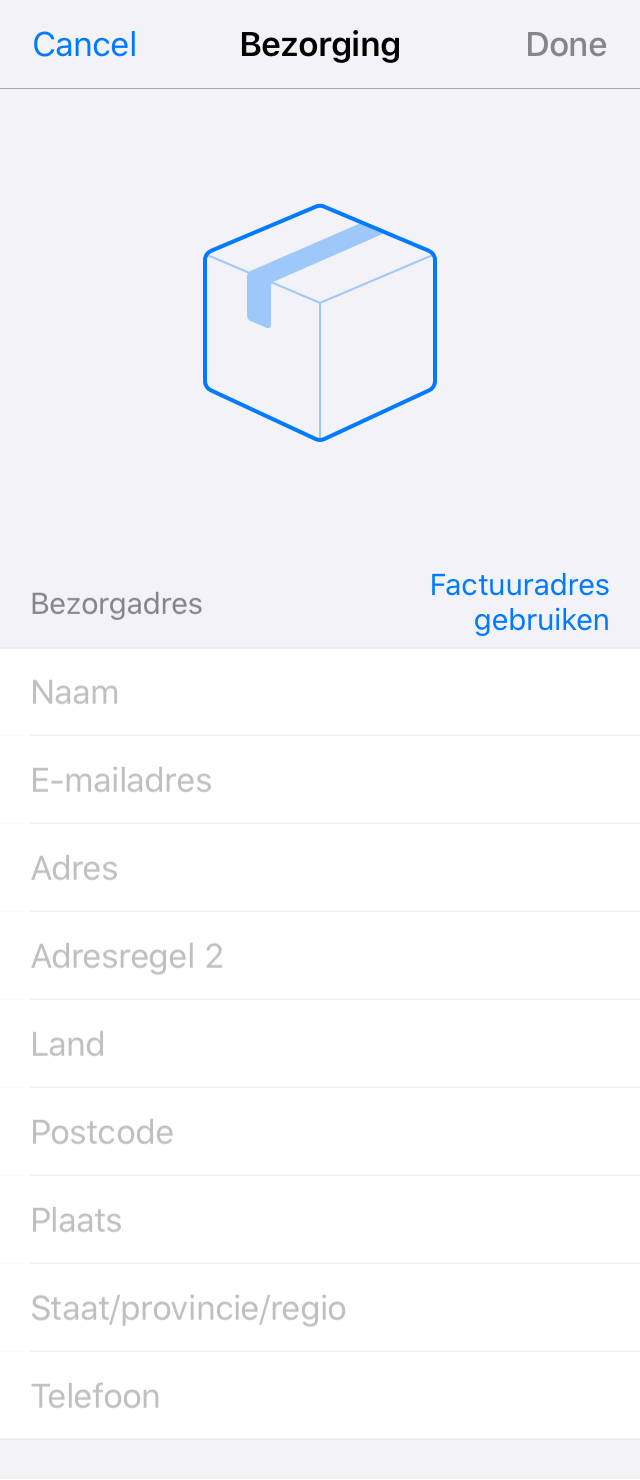 Cancel
Bezorging
Done
Bezorgadres
Factuuradres
gebruiken
Naam
E-mailadres
Adres
Adresregel 2
Land
Postcode
Plaats
Staat/provincie/regio
Telefoon